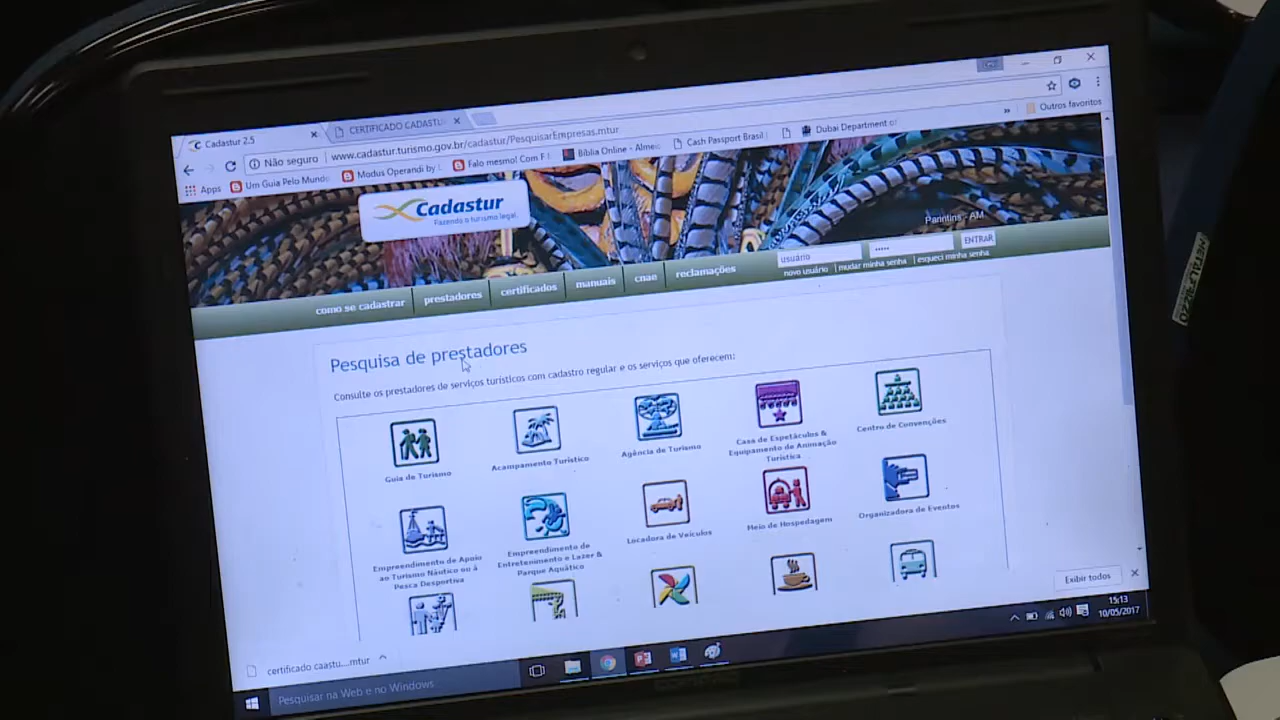 Cadastur 2.5
CERTIFICADO CADASTU
Não seguro
www.cadastur.turismo.gov.br/cadastur/PesquisarEmpresas.mtur
Apps
Um Guia Pelo Mund
Modus Operandi by
Falo mesmo! Com F
Bíblia Online - Alme
Cash Passport Brasil
Dubai Department o
Outros favoritos
Cadastur
Fazendo o turismo legal.
Parintins - AM
usuário
•••••
ENTRAR
novo usuário | mudar minha senha | esqueci minha senha
como se cadastrar
prestadores
certificados
manuais
cnae
reclamações
Pesquisa de prestadores
Consulte os prestadores de serviços turísticos com cadastro regular e os serviços que oferecem:
Guia de Turismo
Acampamento Turístico
Agência de Turismo
Casa de Espetáculos &
Equipamento de Animação
Turística
Centro de Convenções
Empreendimento de Apoio
ao Turismo Náutico ou à
Pesca Desportiva
Empreendimento de
Entretenimento e Lazer &
Parque Aquático
Locadora de Veículos
Meio de Hospedagem
Organizadora de Eventos
Exibir todos
certificado caastu....mtur
Pesquisar na Web e no Windows
15:13
10/05/2017